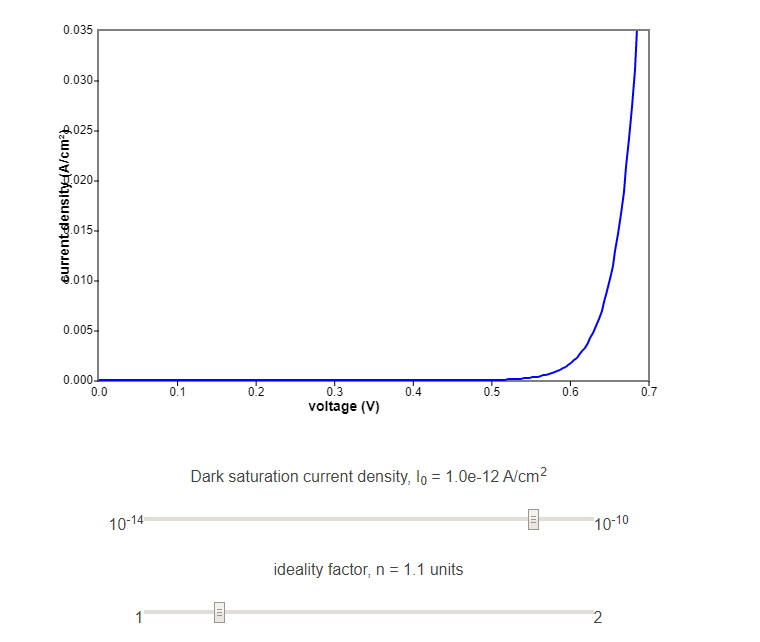 0.035
0.030
0.025
0.020
0.015
0.010
0.005
0.000
current density (A/cm²)
0.0 0.1 0.2 0.3 0.4 0.5 0.6 0.7
voltage (V)
Dark saturation current density, I₀ = 1.0e-12 A/cm²
10⁻¹⁴ 10⁻¹⁰
ideality factor, n = 1.1 units
1 2